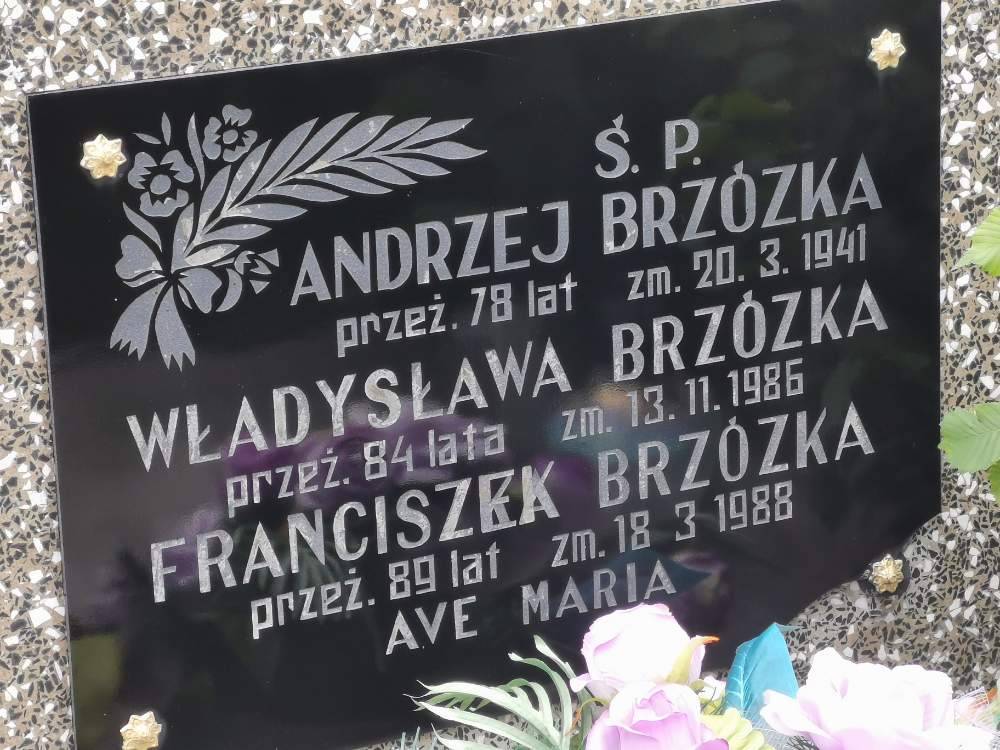 Ś. P.
ANDRZEJ BRZÓZKA
przeż. 78 lat zm. 20. 3. 1941
WŁADYSŁAWA BRZÓZKA
przeż. 84 lata zm. 13. 11. 1986
FRANCISZEK BRZÓZKA
przeż. 89 lat zm. 18 3 1988
AVE MARIA